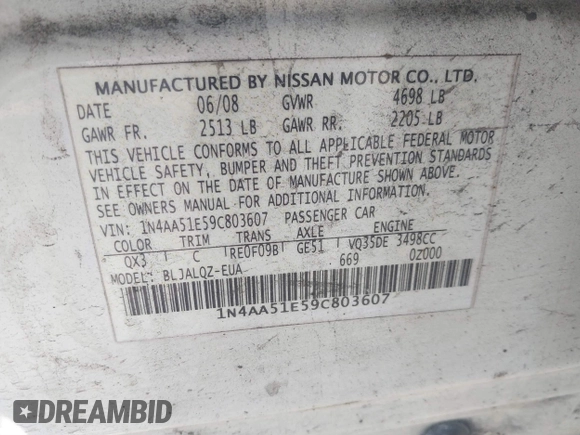 MANUFACTURED BY NISSAN MOTOR CO., LTD.
DATE 06/08 GVWR 4698 LB
GAWR FR. 2513 LB GAWR RR. 2205 LB
THIS VEHICLE CONFORMS TO ALL APPLICABLE FEDERAL MOTOR
VEHICLE SAFETY, BUMPER AND THEFT PREVENTION STANDARDS
IN EFFECT ON THE DATE OF MANUFACTURE SHOWN ABOVE.
SEE OWNERS MANUAL FOR ADDITIONAL INFORMATION.
VIN: 1N4AA51E59C803607 PASSENGER CAR
COLOR TRIM TRANS AXLE ENGINE
QX3 C RE0F09B GE51 VQ35DE 3498CC
MODEL: BLJALQZ-EUA 669 0Z000
1N4AA51E59C803607
DREAMBID